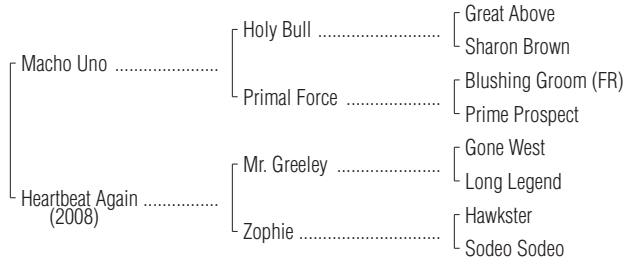 Great Above
Holy Bull ......................
Sharon Brown
Macho Uno ...................
Blushing Groom (FR)
Primal Force .................
Prime Prospect
Gone West
Mr. Greeley ...................
Long Legend
Heartbeat Again .............
(2008)
Hawkster
Zophie ..........................
Sodeo Sodeo